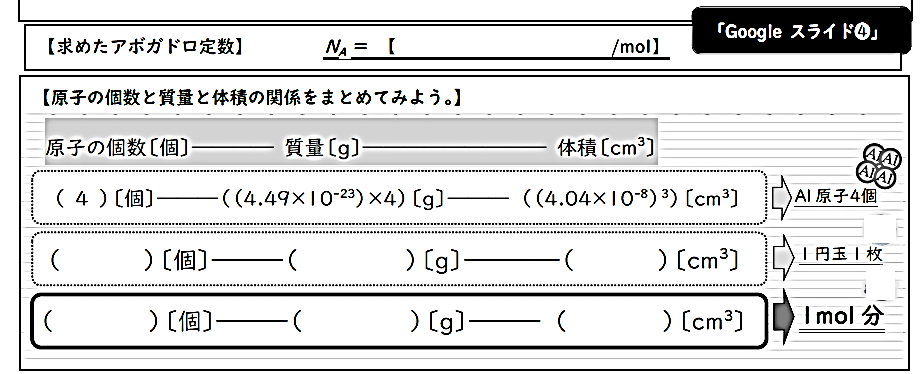 「Google スライド❹」
【求めたアボガドロ定数】 NA = 【 /mol】
【原子の個数と質量と体積の関係をまとめてみよう。】
原子の個数〔個〕―――― 質量〔g〕――――――――― 体積〔cm³〕
( 4 )〔個〕―――((4.49×10⁻²³)×4)〔g〕――― ((4.04×10⁻⁸)³)〔cm³〕
Al Al
Al Al
Al 原子4個
( )〔個〕――――( )〔g〕―――――( )〔cm³〕 1円玉1枚
( )〔個〕――――( )〔g〕―――― ( )〔cm³〕 1mol 分